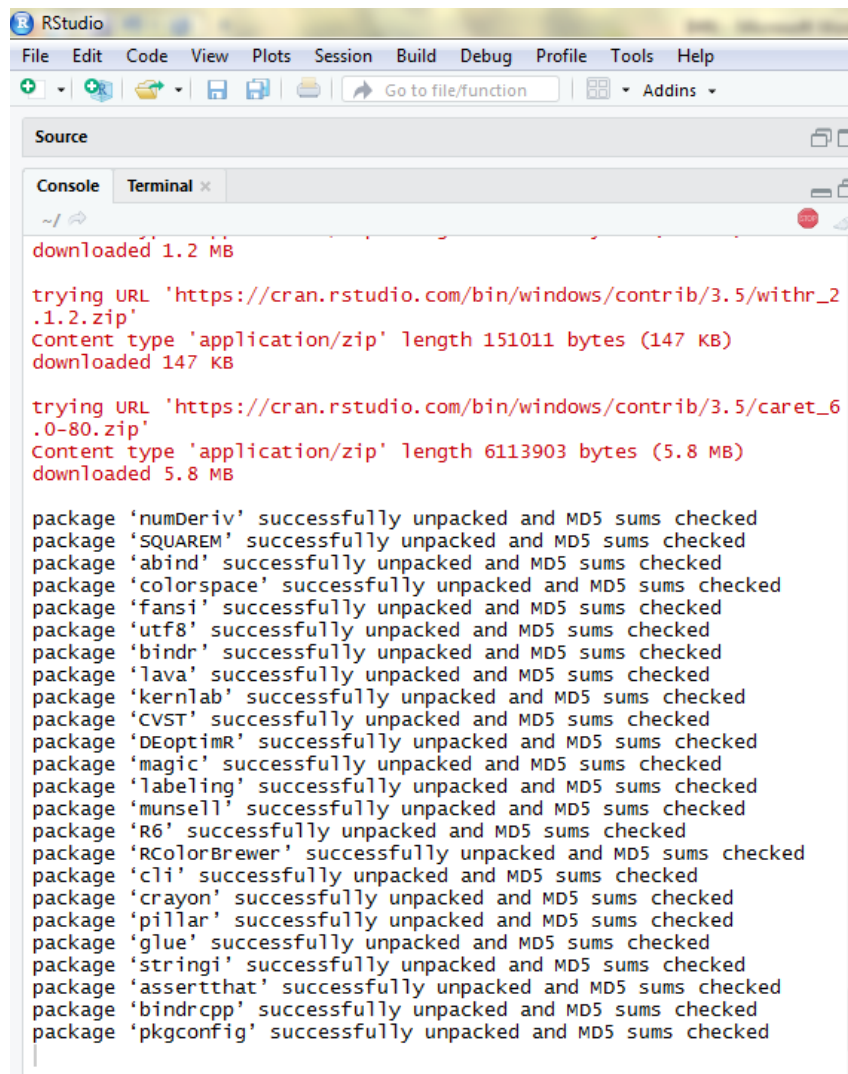 RStudio
File Edit Code View Plots Session Build Debug Profile Tools Help
Go to file/function Addins
Source
Console Terminal
~/
STOP
downloaded 1.2 MB
trying URL 'https://cran.rstudio.com/bin/windows/contrib/3.5/withr_2
.1.2.zip'
Content type 'application/zip' length 151011 bytes (147 KB)
downloaded 147 KB
trying URL 'https://cran.rstudio.com/bin/windows/contrib/3.5/caret_6
.0-80.zip'
Content type 'application/zip' length 6113903 bytes (5.8 MB)
downloaded 5.8 MB
package ‘numDeriv’ successfully unpacked and MD5 sums checked
package ‘SQUAREM’ successfully unpacked and MD5 sums checked
package ‘abind’ successfully unpacked and MD5 sums checked
package ‘colorspace’ successfully unpacked and MD5 sums checked
package ‘fansi’ successfully unpacked and MD5 sums checked
package ‘utf8’ successfully unpacked and MD5 sums checked
package ‘bindr’ successfully unpacked and MD5 sums checked
package ‘lava’ successfully unpacked and MD5 sums checked
package ‘kernlab’ successfully unpacked and MD5 sums checked
package ‘CVST’ successfully unpacked and MD5 sums checked
package ‘DEoptimR’ successfully unpacked and MD5 sums checked
package ‘magic’ successfully unpacked and MD5 sums checked
package ‘labeling’ successfully unpacked and MD5 sums checked
package ‘munsell’ successfully unpacked and MD5 sums checked
package ‘R6’ successfully unpacked and MD5 sums checked
package ‘RColorBrewer’ successfully unpacked and MD5 sums checked
package ‘cli’ successfully unpacked and MD5 sums checked
package ‘crayon’ successfully unpacked and MD5 sums checked
package ‘pillar’ successfully unpacked and MD5 sums checked
package ‘glue’ successfully unpacked and MD5 sums checked
package ‘stringi’ successfully unpacked and MD5 sums checked
package ‘assertthat’ successfully unpacked and MD5 sums checked
package ‘bindrcpp’ successfully unpacked and MD5 sums checked
package ‘pkgconfig’ successfully unpacked and MD5 sums checked